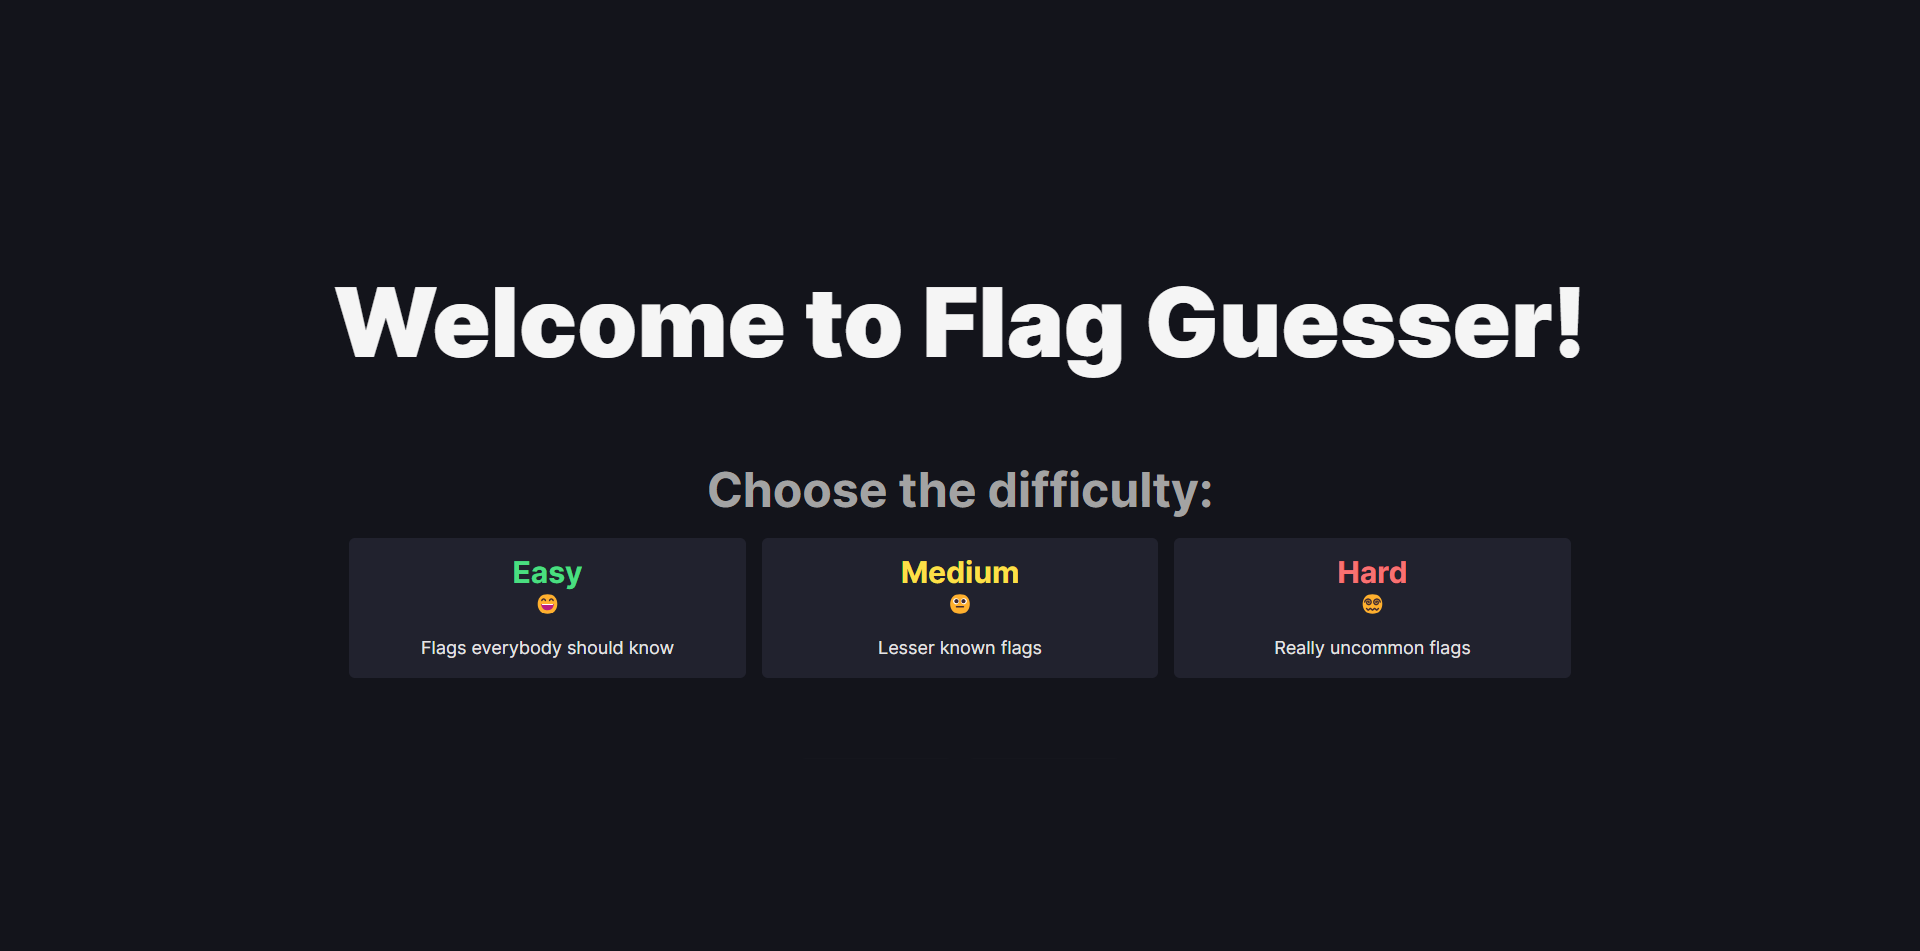 Welcome to Flag Guesser!
Choose the difficulty:
Easy
Flags everybody should know
Medium
Lesser known flags
Hard
Really uncommon flags